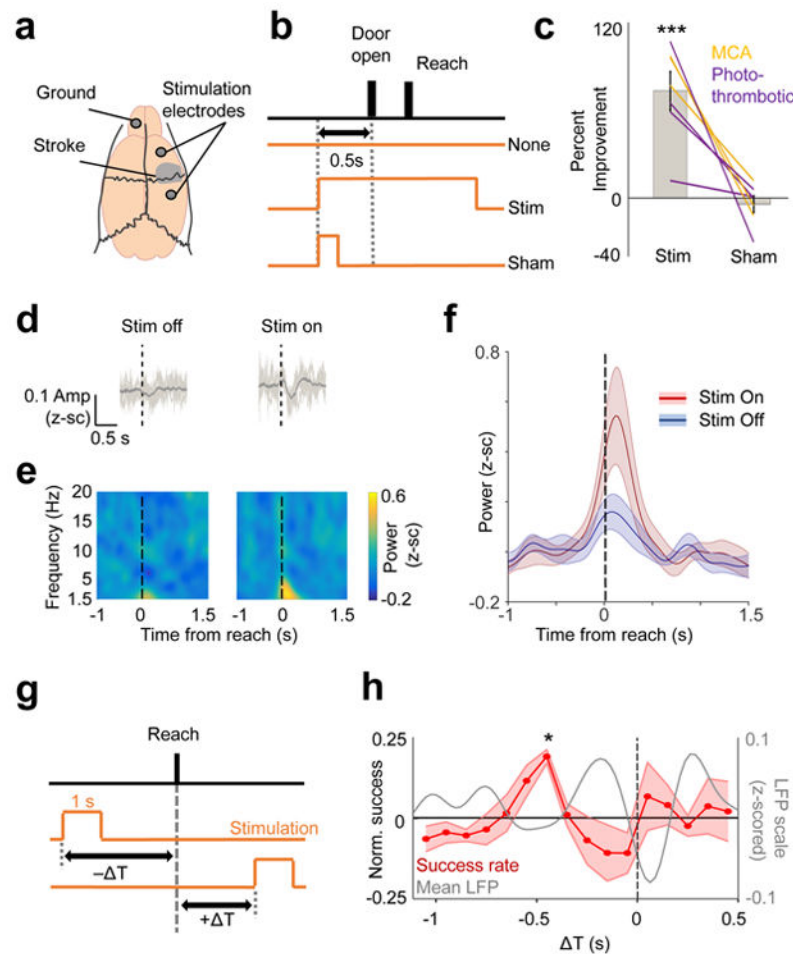 a
Ground
Stimulation
electrodes
Stroke
b
Door
open
Reach
None
0.5s
Stim
Sham
c
120
***
MCA
Photo-
thrombotic
Percent
Improvement
0
-40
Stim
Sham
d
Stim off
Stim on
0.1 Amp
(z-sc)
0.5 s
e
Frequency (Hz)
20
15
10
5
1.5
-1
0
1.5
-1
0
1.5
Time from reach (s)
0.6
Power
(z-sc)
-0.2
f
0.8
Stim On
Stim Off
Power (z-sc)
-0.2
-1
0
1.5
Time from reach (s)
g
Reach
1 s
Stimulation
–ΔT
+ΔT
h
0.25
*
0.1
Norm. success
0
LFP scale
(z-scored)
Success rate
Mean LFP
-0.25
-0.1
-1
-0.5
0
0.5
ΔT (s)